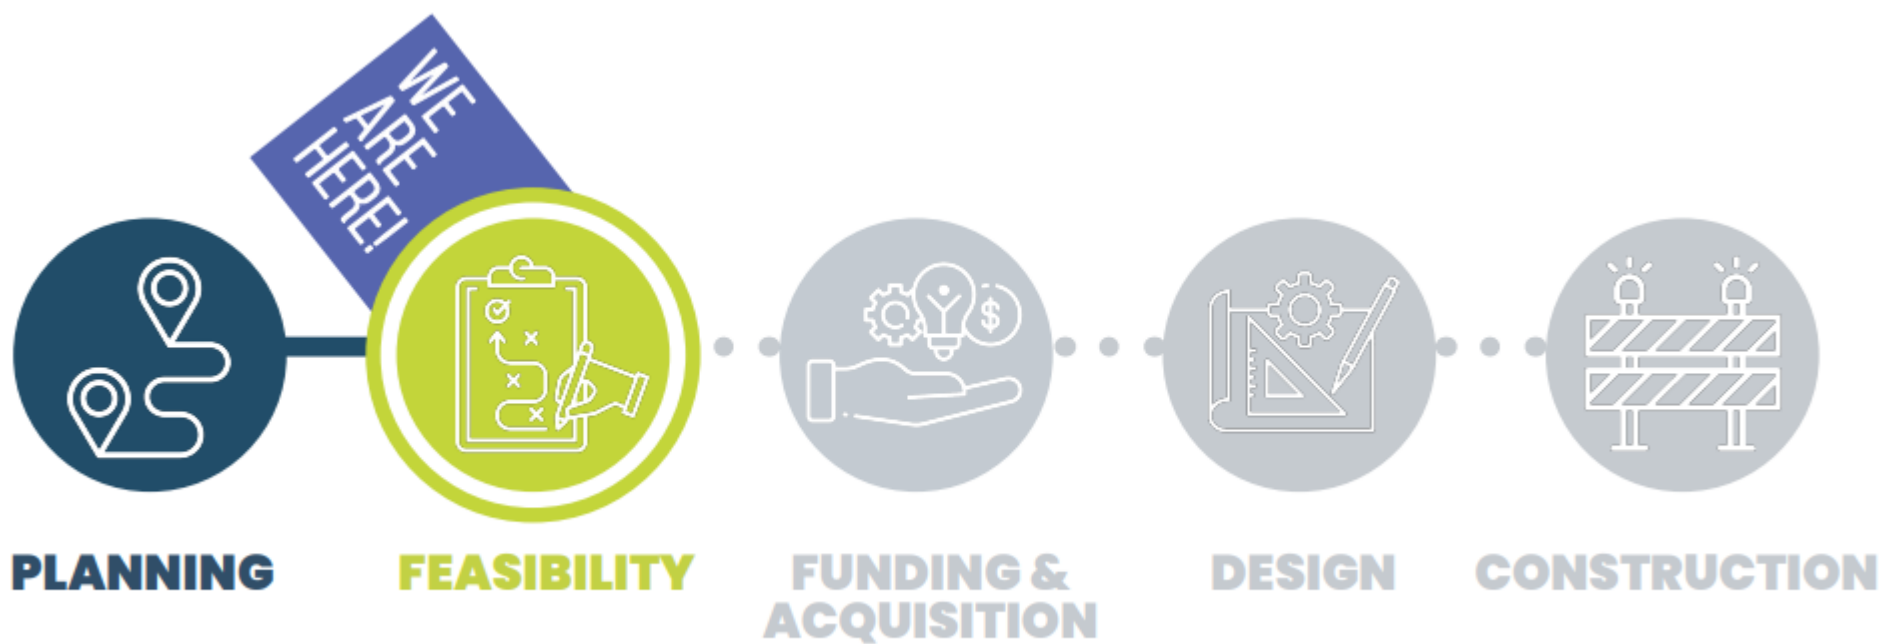 WE
ARE
HERE!
$
PLANNING
FEASIBILITY
FUNDING &
ACQUISITION
DESIGN
CONSTRUCTION